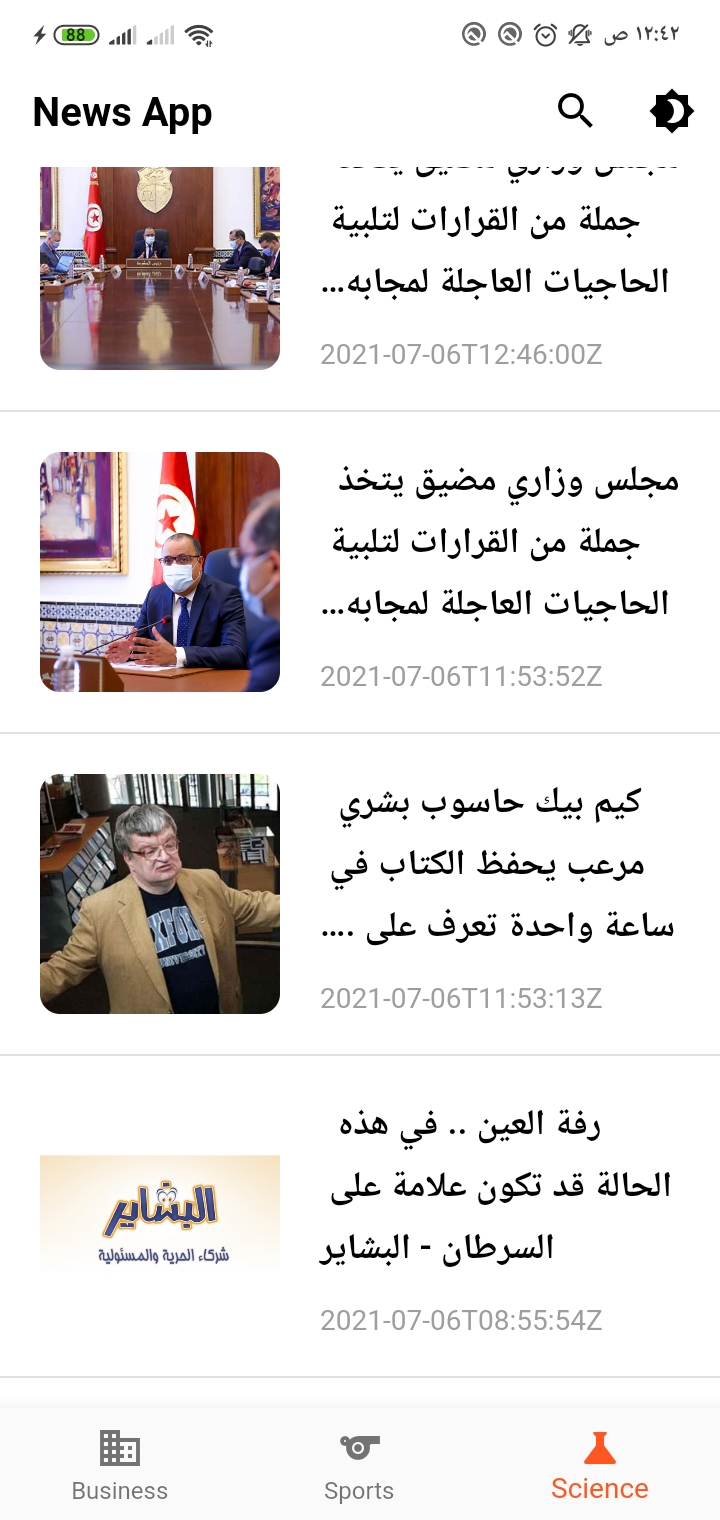 88
١٢:٤٢ ص
News App
جملة من القرارات لتلبية
الحاجيات العاجلة لمجابه...
2021-07-06T12:46:00Z
مجلس وزاري مضيق يتخذ
جملة من القرارات لتلبية
الحاجيات العاجلة لمجابه...
2021-07-06T11:53:52Z
كيم بيك حاسوب بشري
مرعب يحفظ الكتاب في
ساعة واحدة تعرف على ....
2021-07-06T11:53:13Z
رفة العين .. في هذه
الحالة قد تكون علامة على
السرطان - البشاير
البشاير
شركاء الحرية والمسئولية
2021-07-06T08:55:54Z
Business
Sports
Science